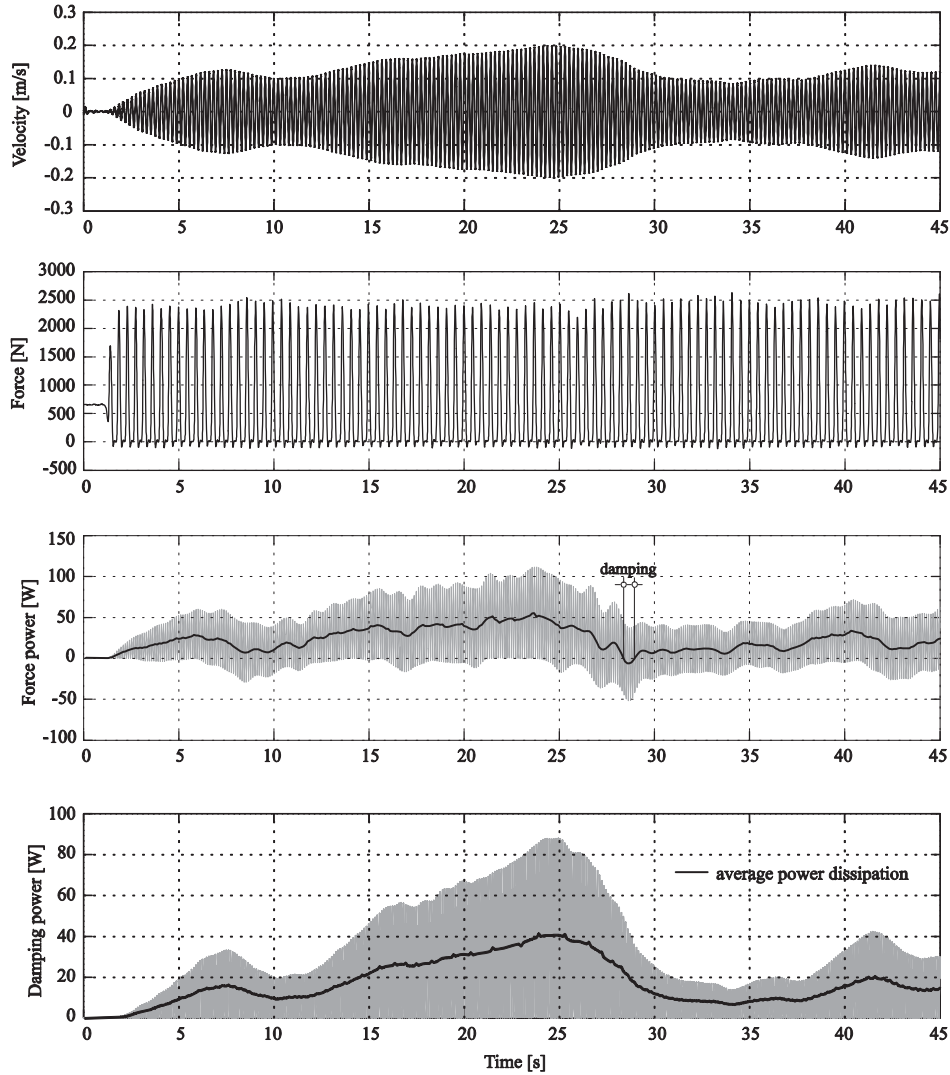 0.3
0.2
0.1
0
-0.1
-0.2
-0.3
Velocity [m/s]
0 5 10 15 20 25 30 35 40 45
3000
2500
2000
1500
1000
500
0
-500
Force [N]
0 5 10 15 20 25 30 35 40 45
150
100
50
0
-50
-100
Force power [W]
damping
0 5 10 15 20 25 30 35 40 45
100
80
60
40
20
0
Damping power [W]
average power dissipation
0 5 10 15 20 25 30 35 40 45
Time [s]